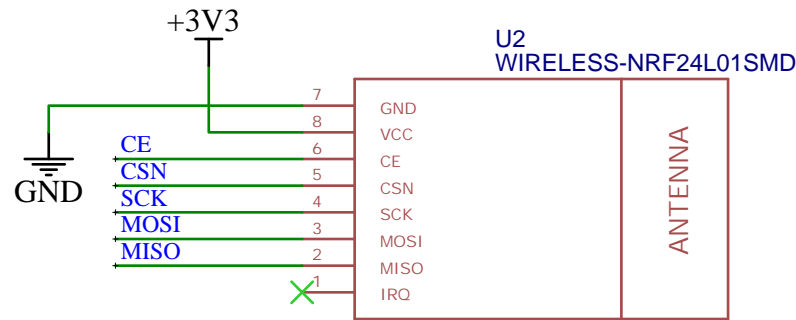 +3V3
U2
WIRELESS-NRF24L01SMD
7
GND
8
VCC
CE
6
CE
CSN
5
CSN
SCK
4
SCK
MOSI
3
MOSI
MISO
2
MISO
1
IRQ
GND
ANTENNA